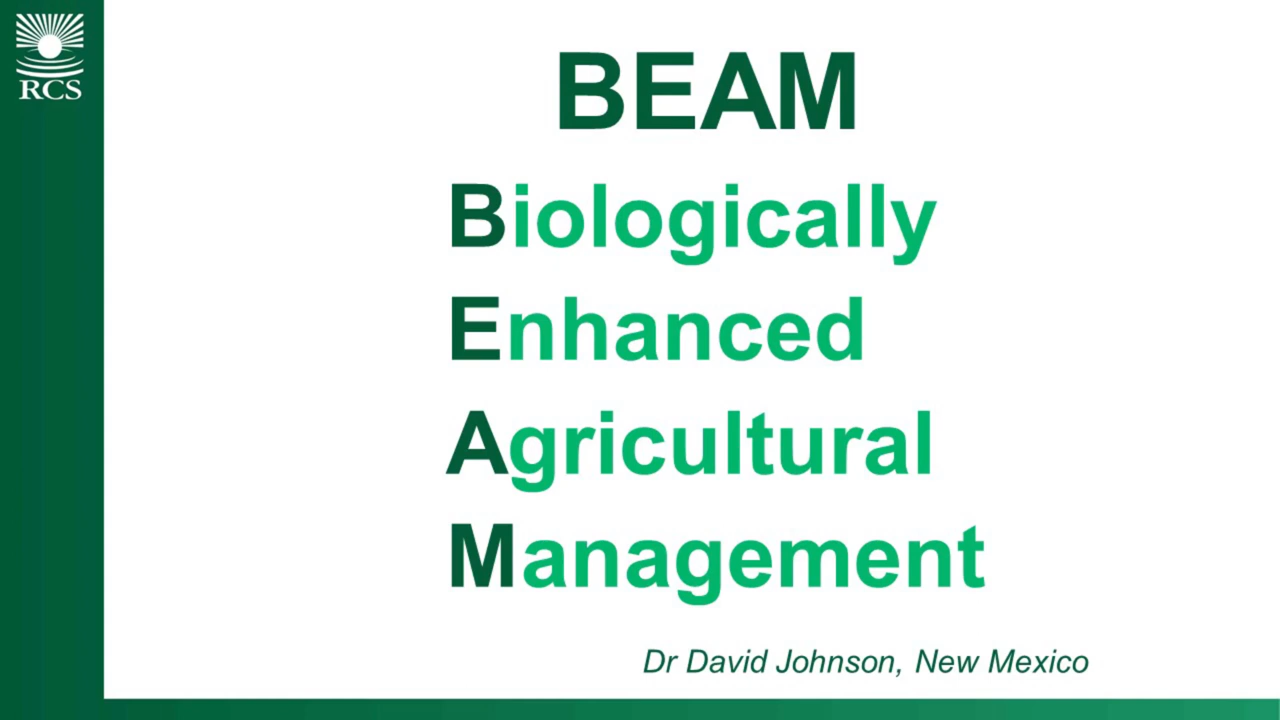 RCS
BEAM
Biologically
Enhanced
Agricultural
Management
Dr David Johnson, New Mexico